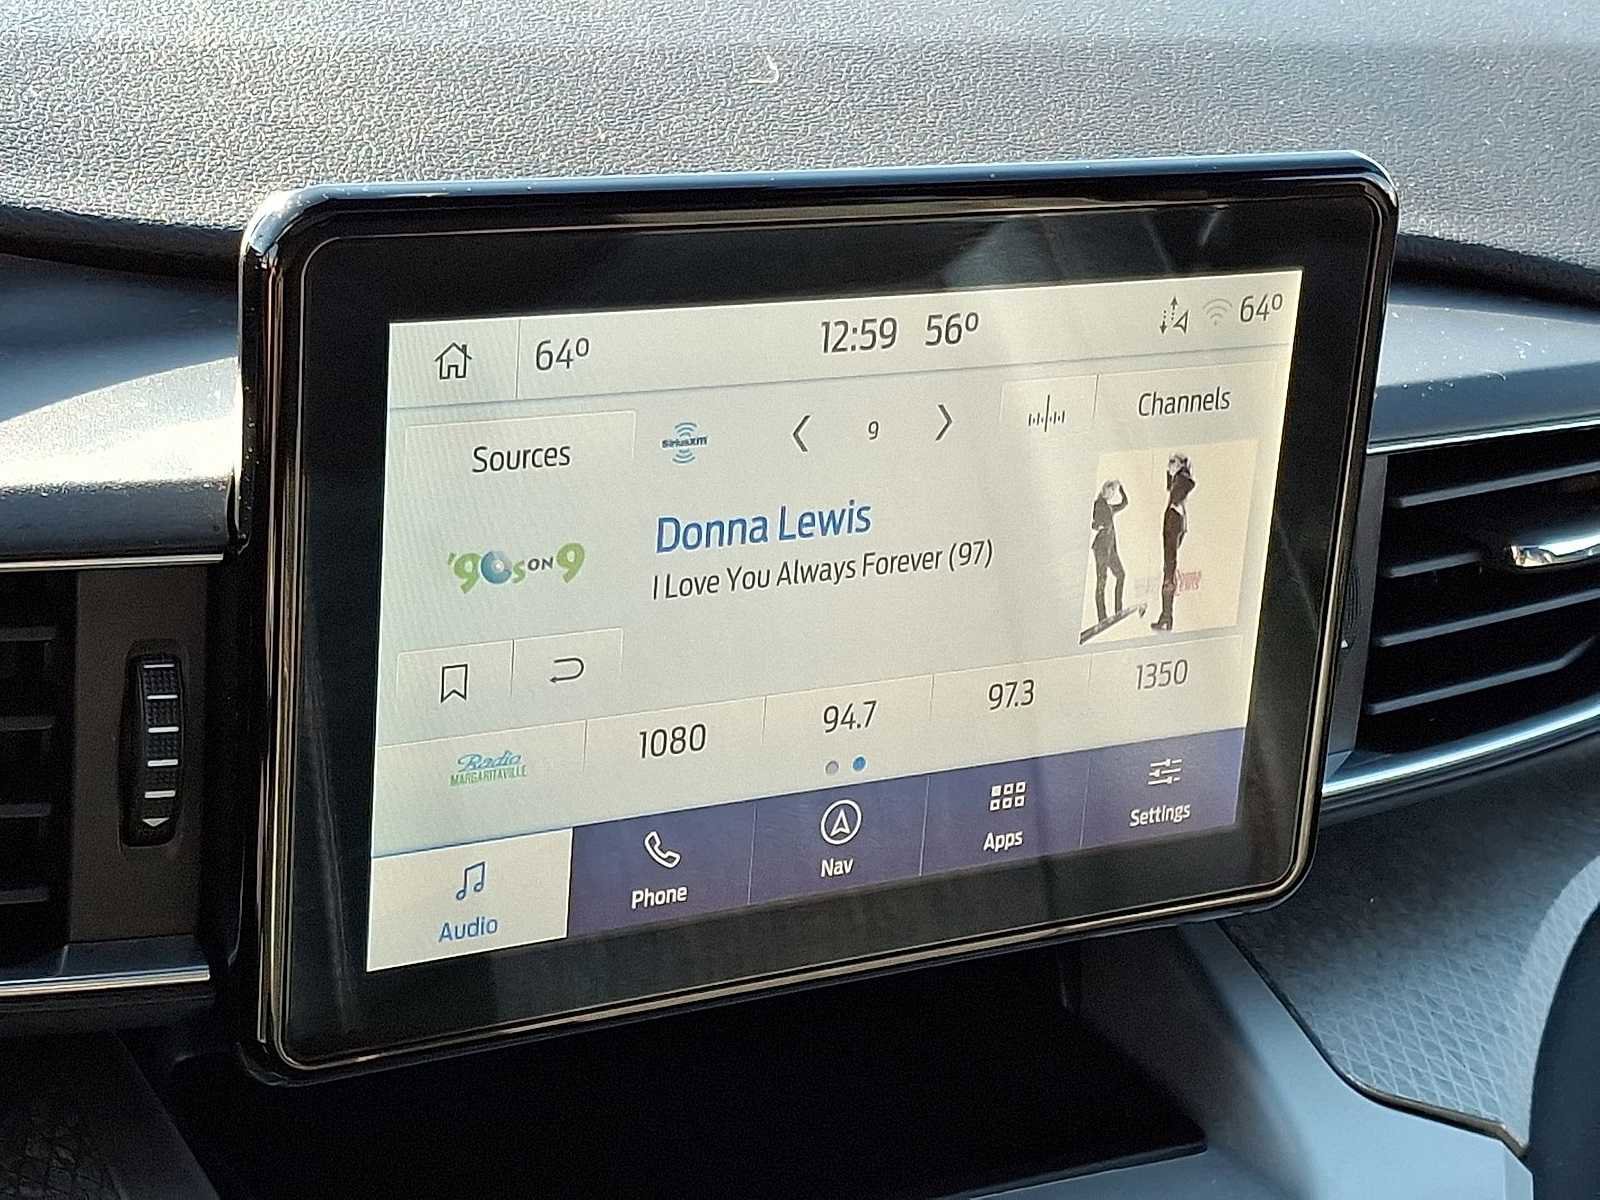 64°
12:59 56°
64°
Sources
SiriusXM
9
Channels
'90s ON 9
Donna Lewis
I Love You Always Forever (97)
Lewis
Radio
MARGARITAVILLE
1080
94.7
97.3
1350
Audio
Phone
Nav
Apps
Settings